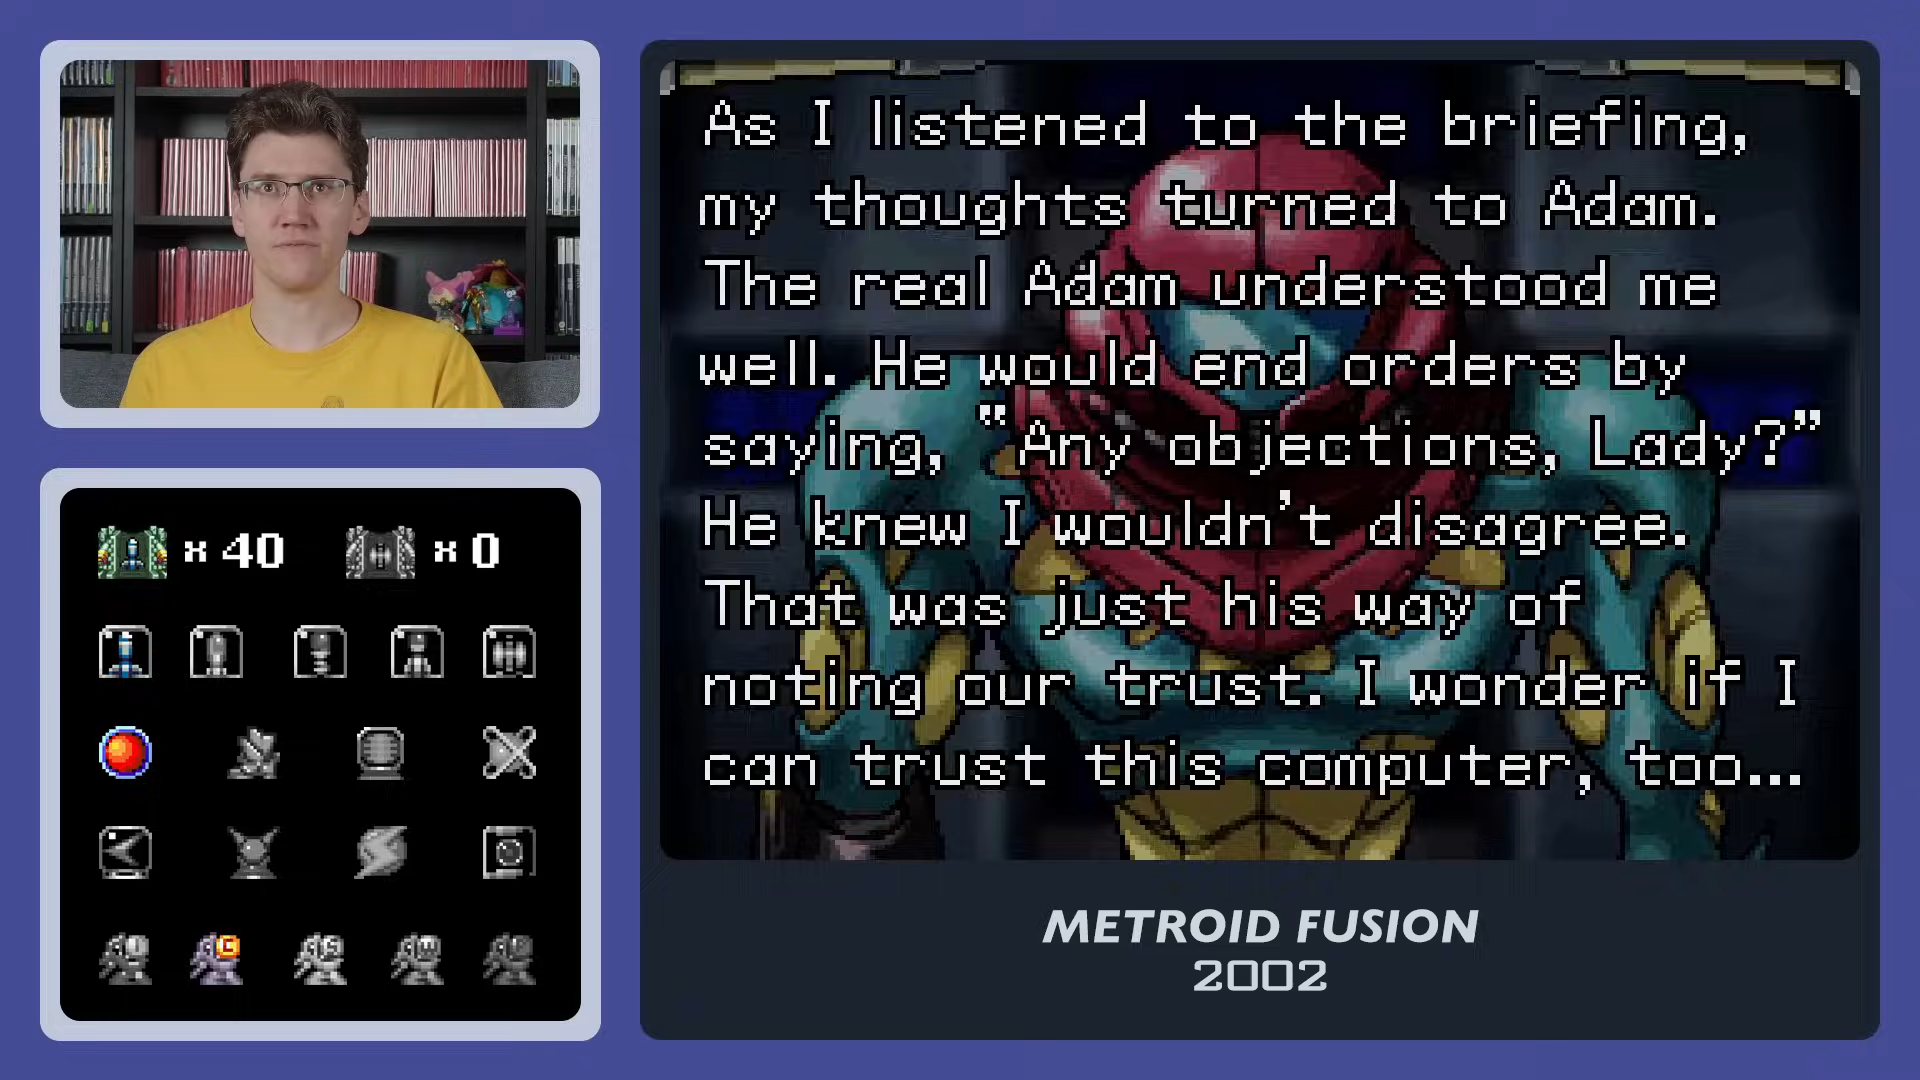 x 40
x 0
As I listened to the briefing,
my thoughts turned to Adam.
The real Adam understood me
well. He would end orders by
saying, “Any objections, Lady?”
He knew I wouldn't disagree.
That was just his way of
noting our trust. I wonder if I
can trust this computer, too...
METROID FUSION
2002